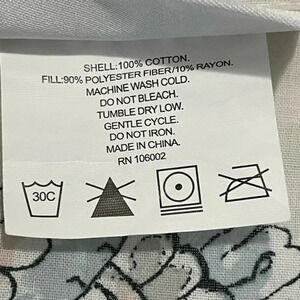 SHELL:100% COTTON.
FILL:90% POLYESTER FIBER/10% RAYON.
MACHINE WASH COLD.
DO NOT BLEACH.
TUMBLE DRY LOW.
GENTLE CYCLE.
DO NOT IRON.
MADE IN CHINA.
RN 106002
30C